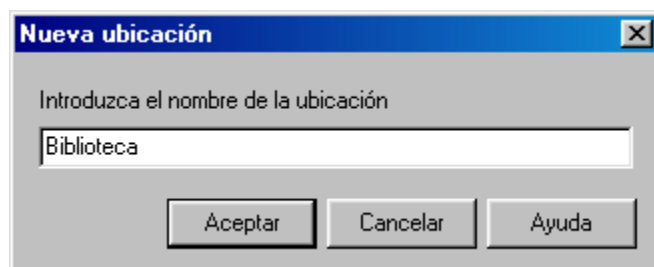 Nueva ubicación
Introduzca el nombre de la ubicación
Biblioteca
Aceptar Cancelar Ayuda